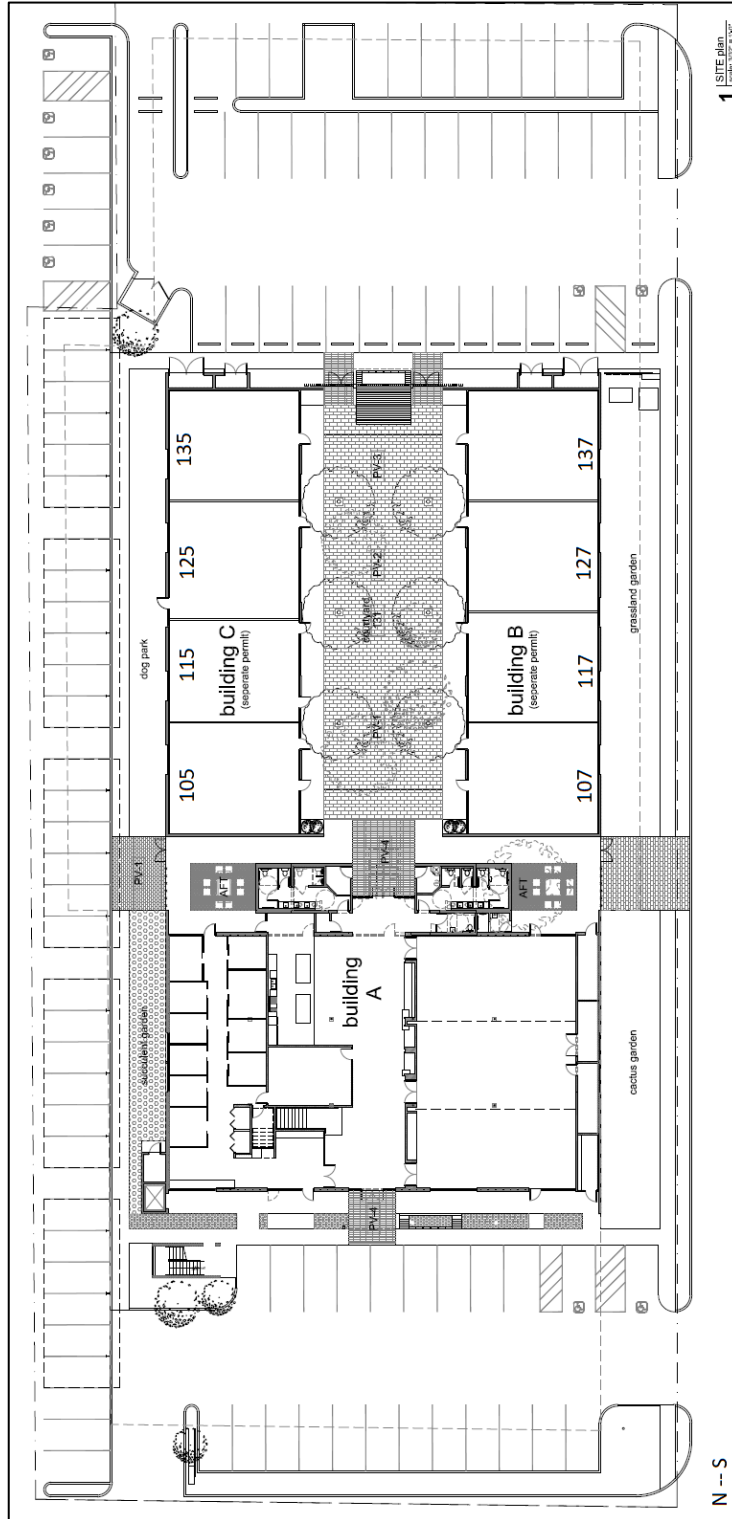 1 SITE plan
135
125
115
105
dog park
building C
(seperate permit)
PV-3
PV-2
courtyard
131
PV-1
137
127
117
107
building B
(seperate permit)
grassland garden
PV-1
PV-4
AFT
AFT
building
A
succulent garden
cactus garden
PV-4
N -- S